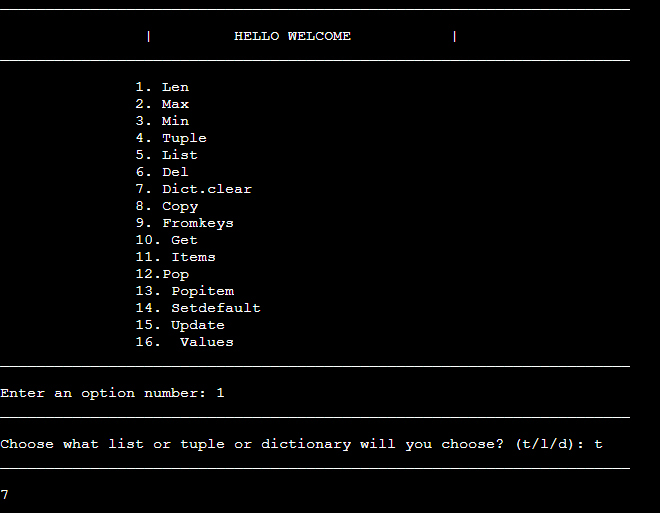 | HELLO WELCOME |
1. Len
2. Max
3. Min
4. Tuple
5. List
6. Del
7. Dict.clear
8. Copy
9. Fromkeys
10. Get
11. Items
12.Pop
13. Popitem
14. Setdefault
15. Update
16.  Values
Enter an option number: 1
Choose what list or tuple or dictionary will you choose? (t/l/d): t
7